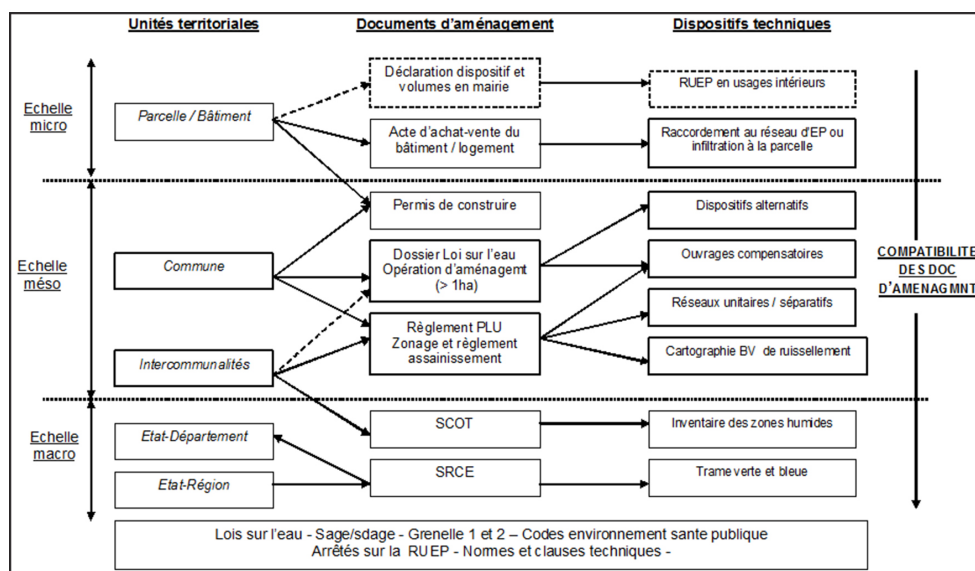 Unités territoriales
Documents d'aménagement
Dispositifs techniques
Echelle
micro
Parcelle / Bâtiment
Déclaration dispositif et
volumes en mairie
RUEP en usages intérieurs
Acte d'achat-vente du
bâtiment / logement
Raccordement au réseau d'EP ou
infiltration à la parcelle
Echelle
méso
Commune
Intercommunalités
Permis de construire
Dossier Loi sur l'eau
Opération d'aménagemt
(> 1ha)
Règlement PLU
Zonage et règlement
assainissement
Dispositifs alternatifs
Ouvrages compensatoires
Réseaux unitaires / séparatifs
Cartographie BV de ruissellement
COMPATIBILITE
DES DOC
D'AMENAGMNT
Echelle
macro
Etat-Département
Etat-Région
SCOT
SRCE
Inventaire des zones humides
Trame verte et bleue
Lois sur l'eau - Sage/sdage - Grenelle 1 et 2 – Codes environnement sante publique
Arrêtés sur la RUEP - Normes et clauses techniques -